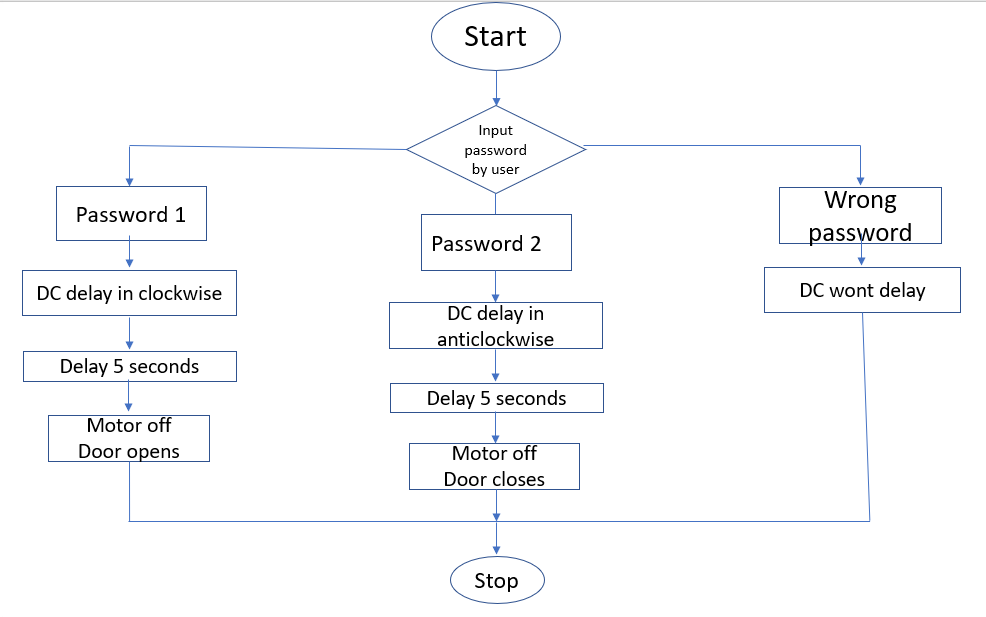 Start
Input
password
by user
Password 1
DC delay in clockwise
Delay 5 seconds
Motor off
Door opens
Password 2
DC delay in
anticlockwise
Delay 5 seconds
Motor off
Door closes
Wrong
password
DC wont delay
Stop